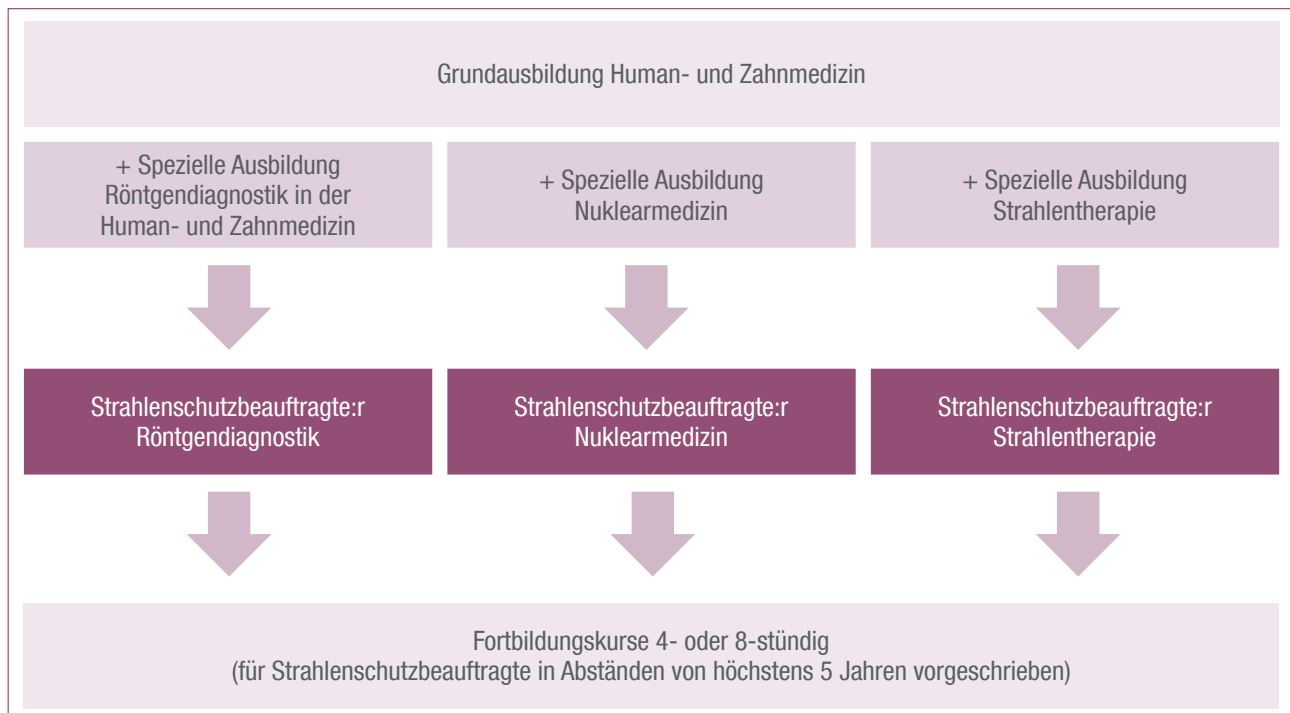 Grundausbildung Human- und Zahnmedizin
+ Spezielle Ausbildung
Röntgendiagnostik in der
Human- und Zahnmedizin
+ Spezielle Ausbildung
Nuklearmedizin
+ Spezielle Ausbildung
Strahlentherapie
Strahlenschutzbeauftragte:r
Röntgendiagnostik
Strahlenschutzbeauftragte:r
Nuklearmedizin
Strahlenschutzbeauftragte:r
Strahlentherapie
Fortbildungskurse 4- oder 8-stündig
(für Strahlenschutzbeauftragte in Abständen von höchstens 5 Jahren vorgeschrieben)